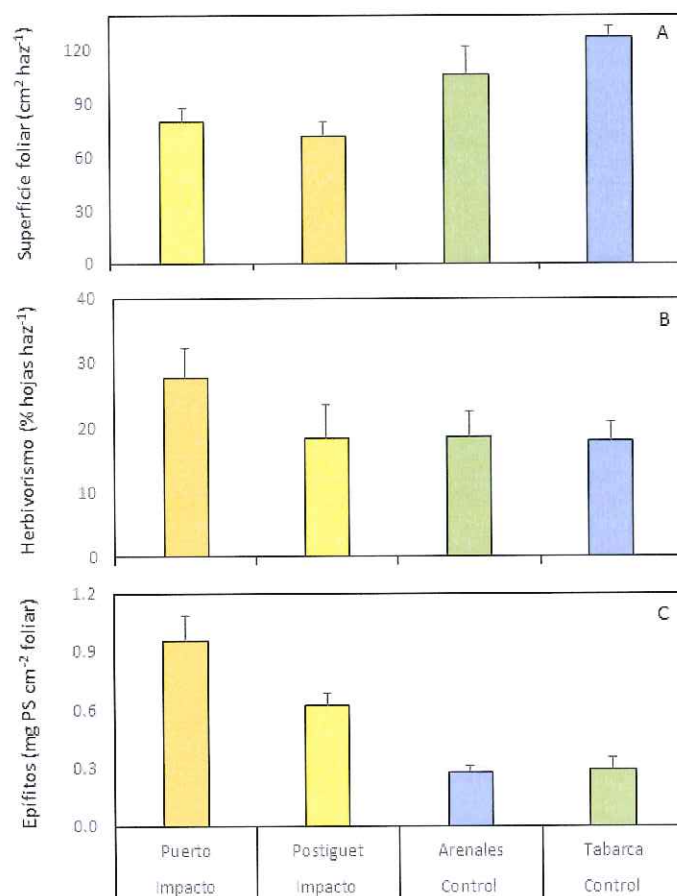 A
Superfície foliar (cm² haz⁻¹)
120
90
60
30
0
B
Herbivorismo (% hojas haz⁻¹)
40
30
20
10
0
C
Epífitos (mg PS cm⁻² foliar)
1.2
0.9
0.6
0.3
0.0
Puerto Postiguet Arenales Tabarca
Impacto Impacto Control Control